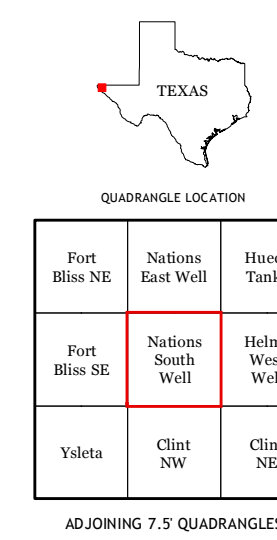 TEXAS
QUADRANGLE LOCATION
Fort
Bliss NE
Nations
East Well
Fort
Bliss SE
Nations
South
Well
Ysleta
Clint
NW
NE
ADJOINING 7.5' QUADRANGLES